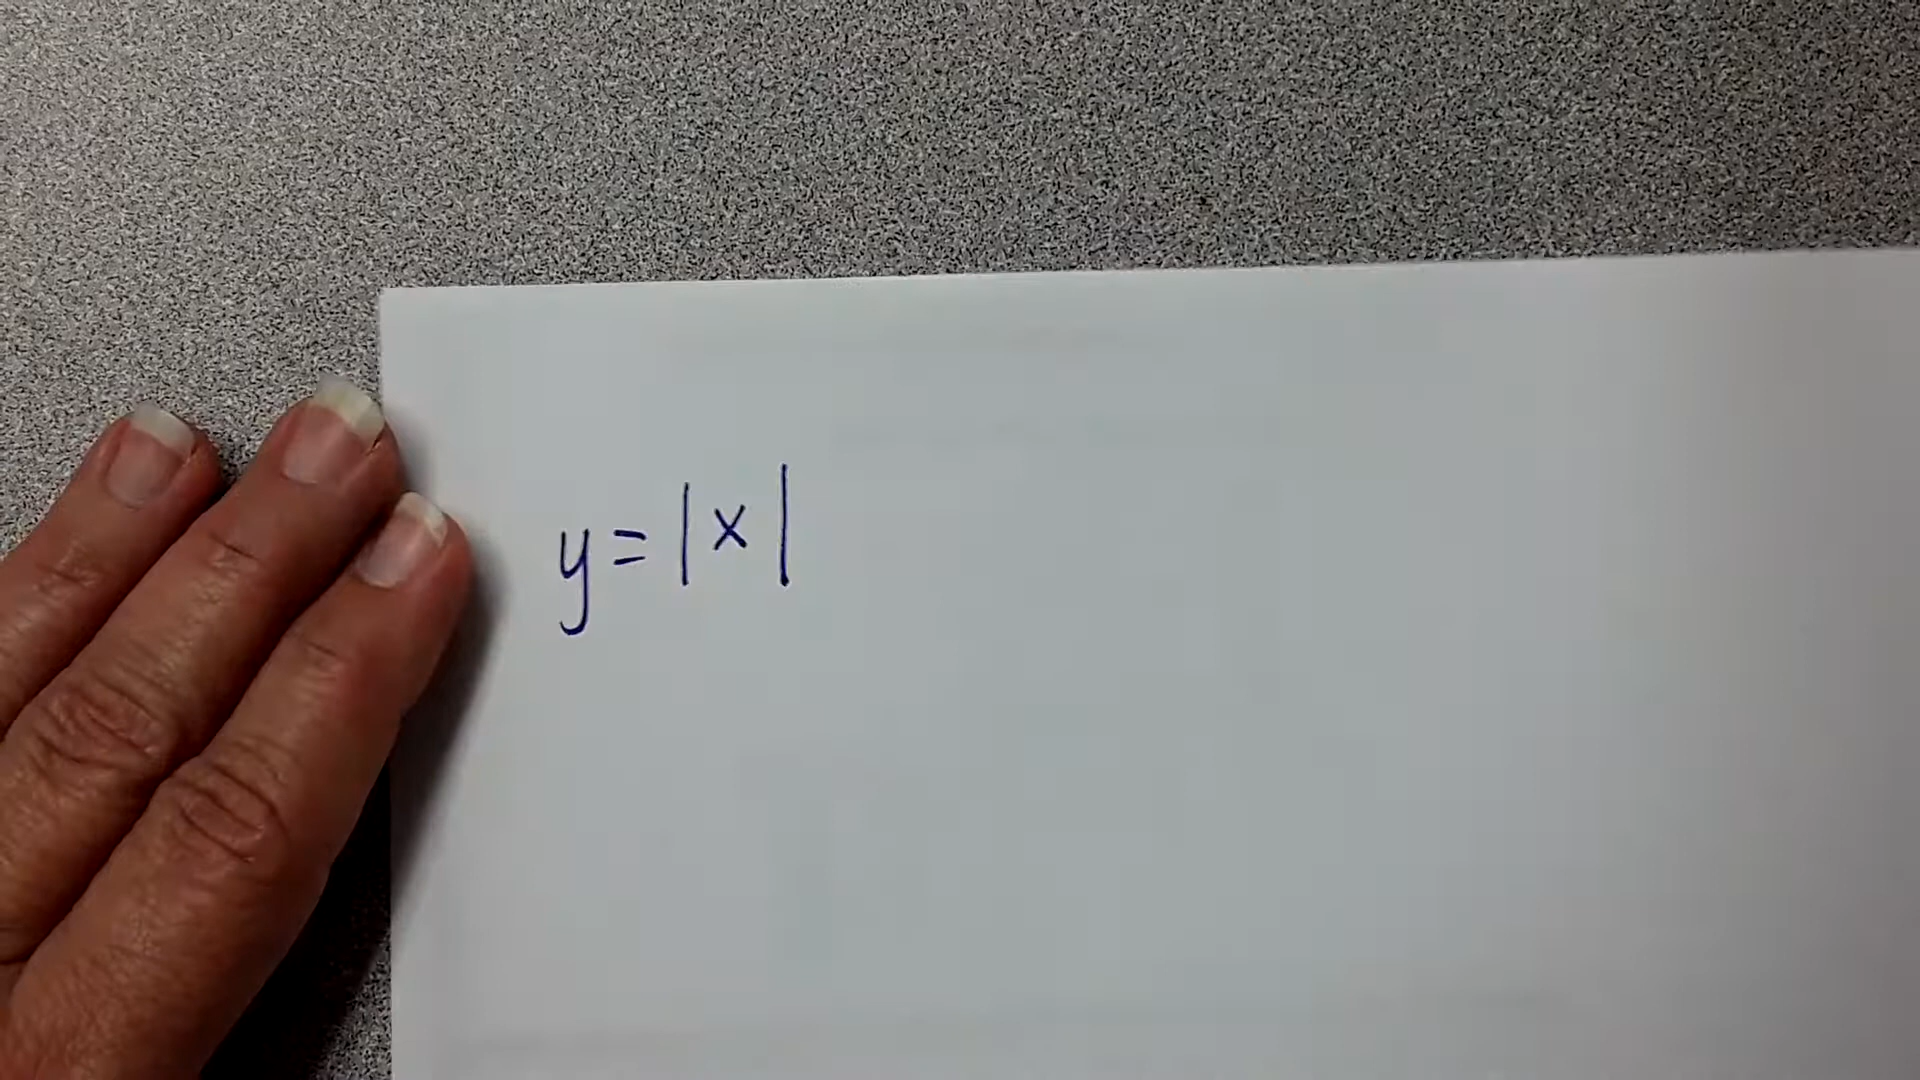 y = |x|